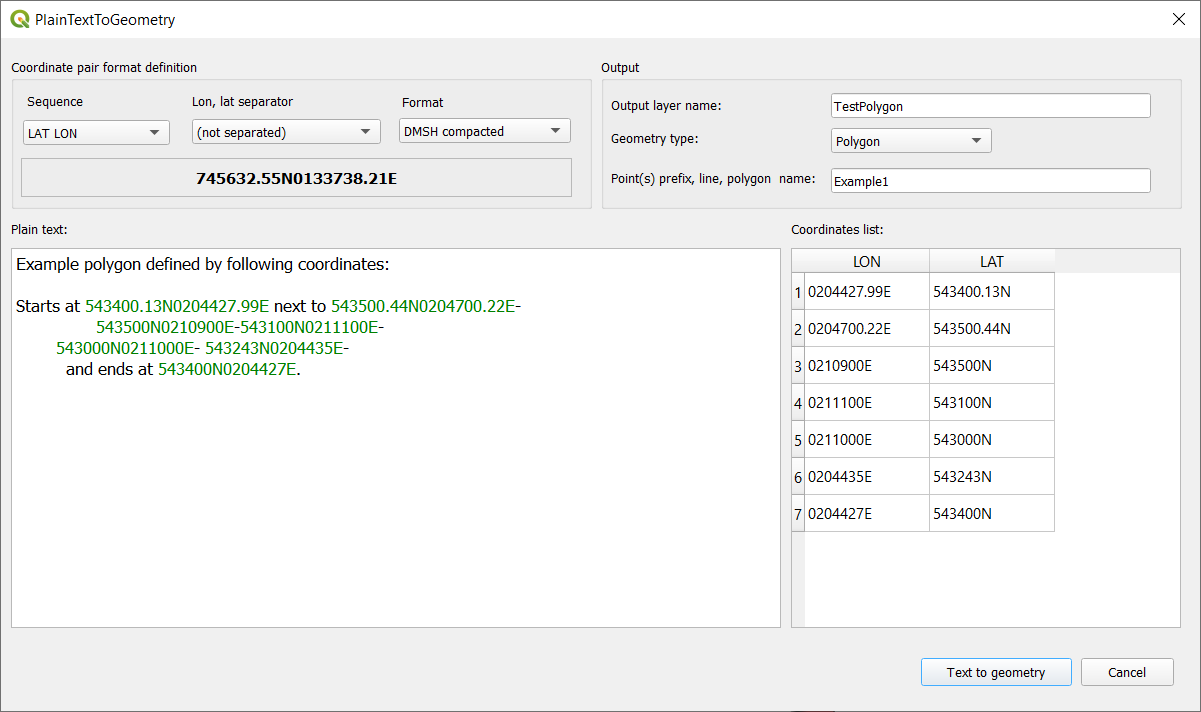 PlainTextToGeometry
Coordinate pair format definition
Sequence
Lon, lat separator
Format
LAT LON
(not separated)
DMSH compacted
745632.55N0133738.21E
Output
Output layer name:
TestPolygon
Geometry type:
Polygon
Point(s) prefix, line, polygon  name:
Example1
Plain text:
Example polygon defined by following coordinates:
Starts at 543400.13N0204427.99E next to 543500.44N0204700.22E-
543500N0210900E-543100N0211100E-
543000N0211000E- 543243N0204435E-
and ends at 543400N0204427E.
Coordinates list:
LON LAT
1 0204427.99E 543400.13N
2 0204700.22E 543500.44N
3 0210900E 543500N
4 0211100E 543100N
5 0211000E 543000N
6 0204435E 543243N
7 0204427E 543400N
Text to geometry
Cancel